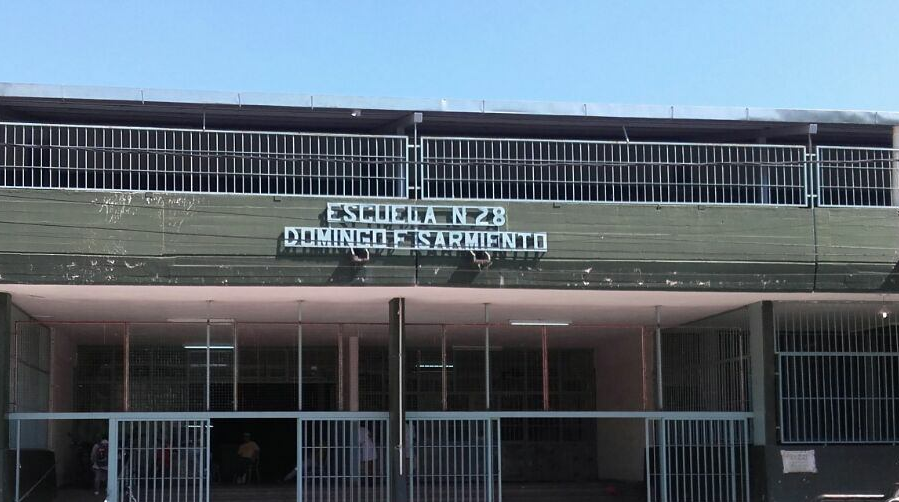 ESCUELA N 28
DOMINGO F SARMIENTO